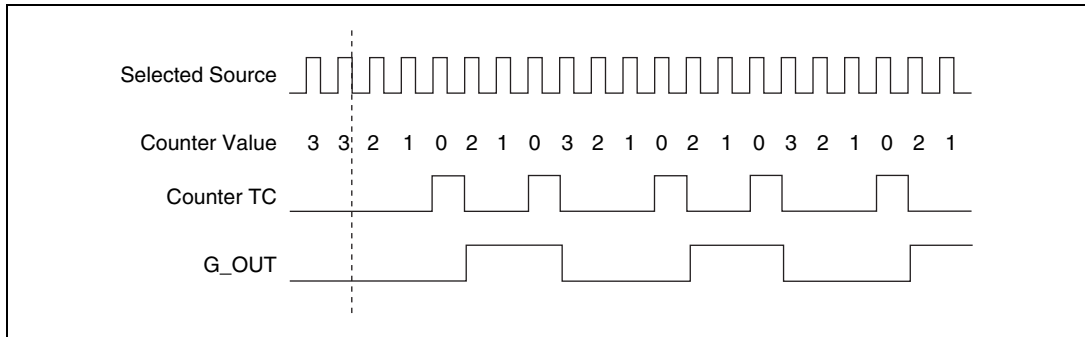 Selected Source
Counter Value 3 3 2 1 0 2 1 0 3 2 1 0 2 1 0 3 2 1 0 2 1
Counter TC
G_OUT